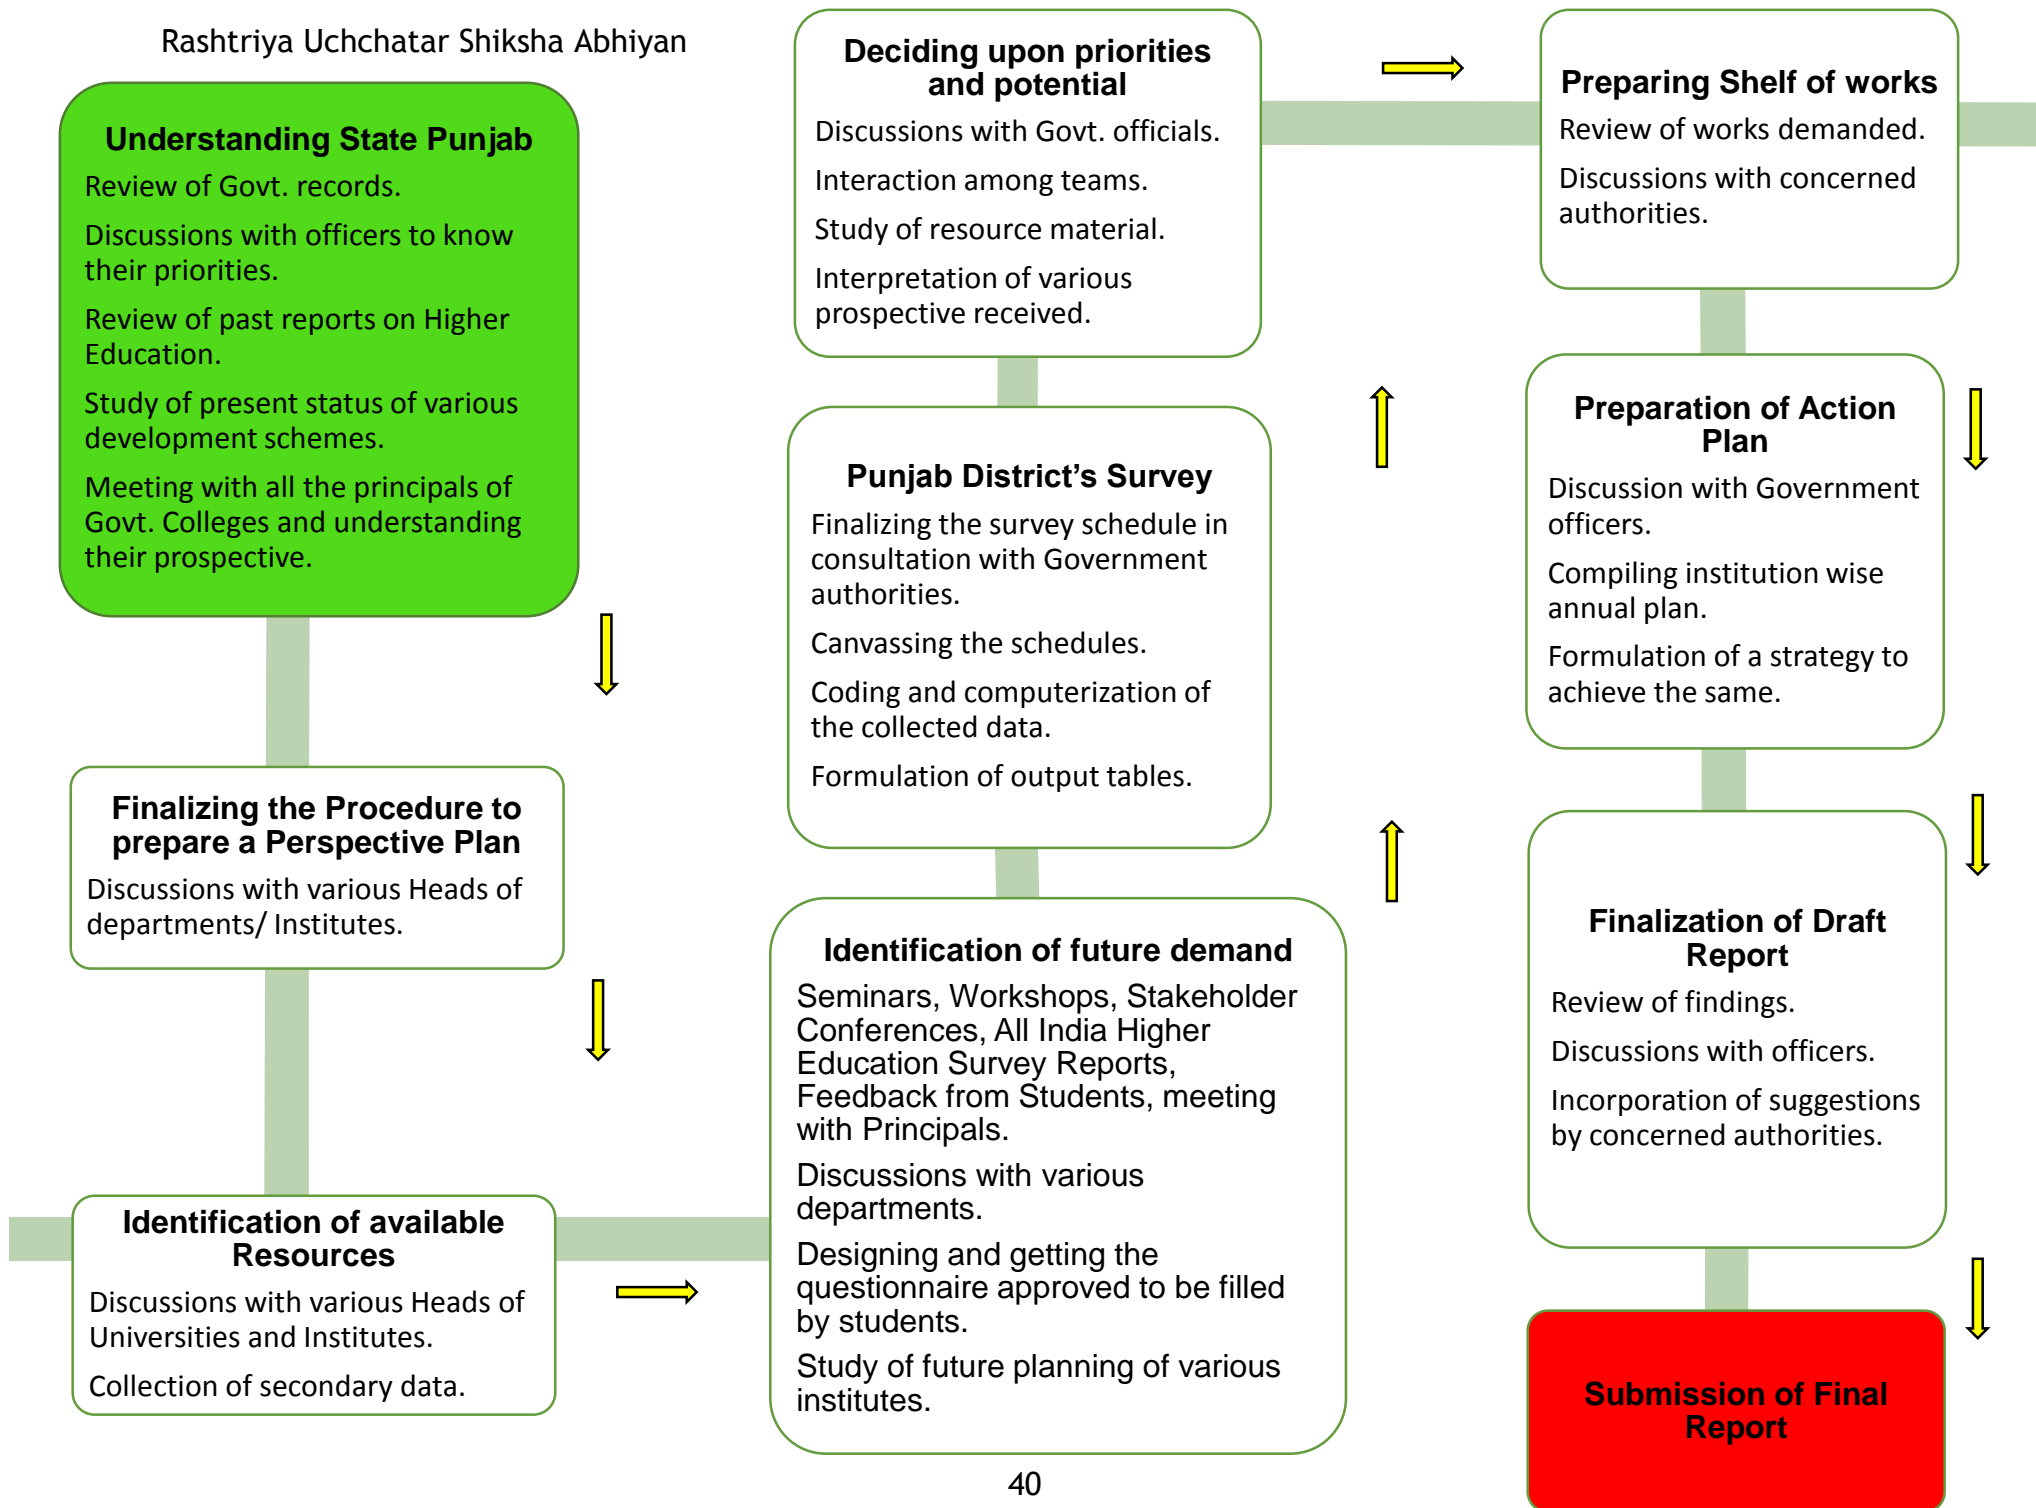 Rashtriya Uchchatar Shiksha Abhiyan
Understanding State Punjab
Review of Govt. records.
Discussions with officers to know
their priorities.
Review of past reports on Higher
Education.
Study of present status of various
development schemes.
Meeting with all the principals of
Govt. Colleges and understanding
their prospective.
Finalizing the Procedure to
prepare a Perspective Plan
Discussions with various Heads of
departments/ Institutes.
Identification of available
Resources
Discussions with various Heads of
Universities and Institutes.
Collection of secondary data.
Identification of future demand
Seminars, Workshops, Stakeholder
Conferences, All India Higher
Education Survey Reports,
Feedback from Students, meeting
with Principals.
Discussions with various
departments.
Designing and getting the
questionnaire approved to be filled
by students.
Study of future planning of various
institutes.
Punjab District’s Survey
Finalizing the survey schedule in
consultation with Government
authorities.
Canvassing the schedules.
Coding and computerization of
the collected data.
Formulation of output tables.
Deciding upon priorities
and potential
Discussions with Govt. officials.
Interaction among teams.
Study of resource material.
Interpretation of various
prospective received.
Preparing Shelf of works
Review of works demanded.
Discussions with concerned
authorities.
Preparation of Action
Plan
Discussion with Government
officers.
Compiling institution wise
annual plan.
Formulation of a strategy to
achieve the same.
Finalization of Draft
Report
Review of findings.
Discussions with officers.
Incorporation of suggestions
by concerned authorities.
Submission of Final
Report
40